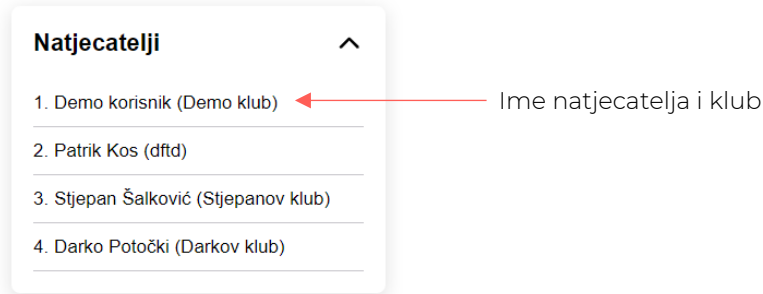 Natjecatelji
1. Demo korisnik (Demo klub)
Ime natjecatelja i klub
2. Patrik Kos (dftd)
3. Stjepan Šalković (Stjepanov klub)
4. Darko Potočki (Darkov klub)